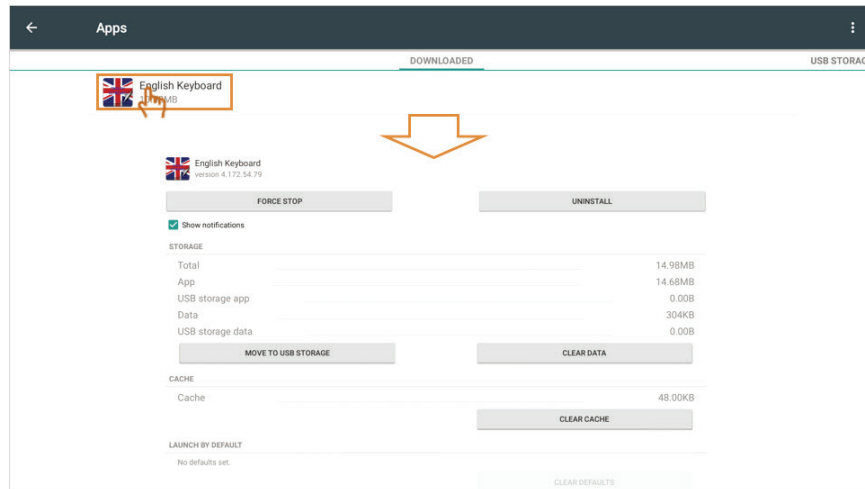 Apps
DOWNLOADED
USB STORAG
English Keyboard
MB
English Keyboard
version 4.172.54.79
FORCE STOP UNINSTALL
Show notifications
STORAGE
Total 14.98MB
App 14.68MB
USB storage app 0.00B
Data 304KB
USB storage data 0.00B
MOVE TO USB STORAGE CLEAR DATA
CACHE
Cache 48.00KB
CLEAR CACHE
LAUNCH BY DEFAULT
No defaults set.
CLEAR DEFAULTS